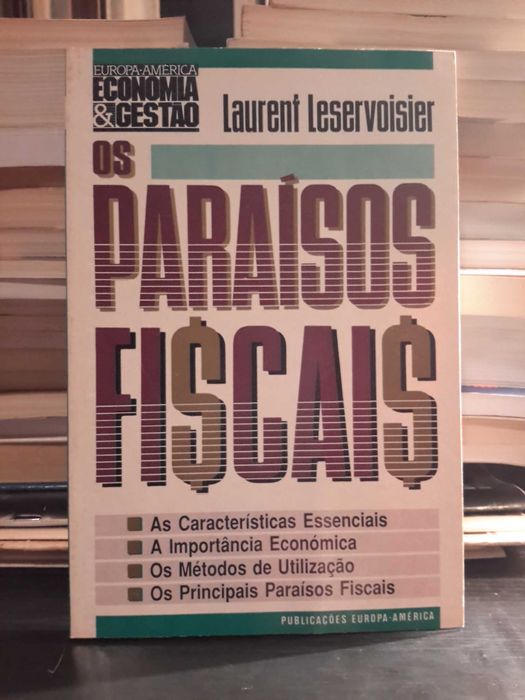 EUROPA-AMÉRICA
ECONOMIA
&GESTÃO
Laurent Leservoisier
OS
PARAÍSOS
FI$CAI$
As Características Essenciais
A Importância Económica
Os Métodos de Utilização
Os Principais Paraísos Fiscais
PUBLICAÇÕES EUROPA-AMÉRICA